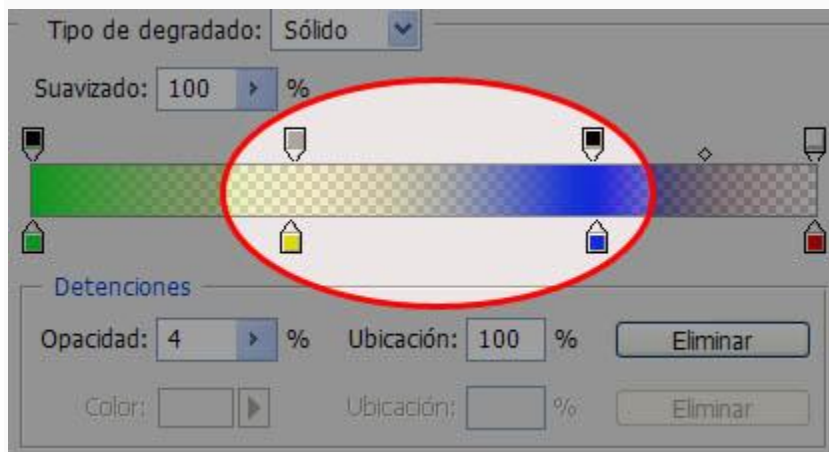 Tipo de degradado: Sólido
Suavizado: 100 %
Detenciones
Opacidad: 4 % Ubicación: 100 % Eliminar
Color: Ubicación: % Eliminar